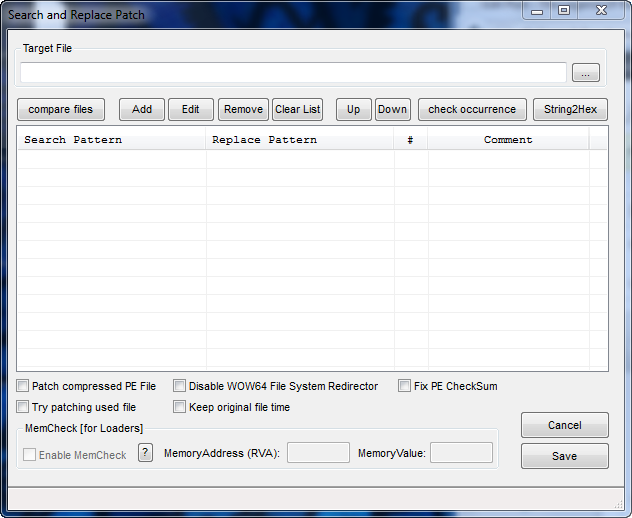 Search and Replace Patch
Target File
...
compare files Add Edit Remove Clear List Up Down check occurrence String2Hex
Search Pattern Replace Pattern # Comment
Patch compressed PE File Disable WOW64 File System Redirector Fix PE CheckSum
Try patching used file Keep original file time
MemCheck [for Loaders]
Enable MemCheck ? MemoryAddress (RVA): MemoryValue:
Cancel
Save